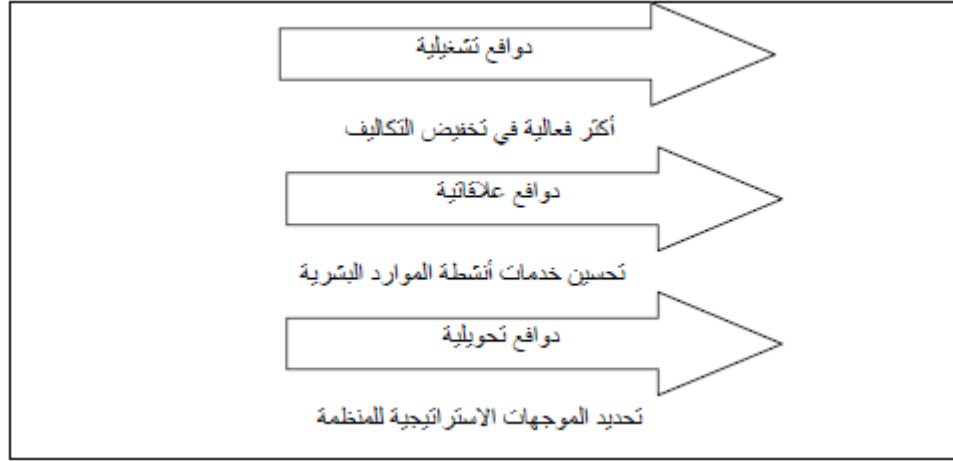 دوافع تشغيلية
أكثر فعالية في تخفيض التكاليف
دوافع علاقاتية
تحسين خدمات أنشطة الموارد البشرية
دوافع تحويلية
تحديد الموجهات الاستراتيجية للمنظمة